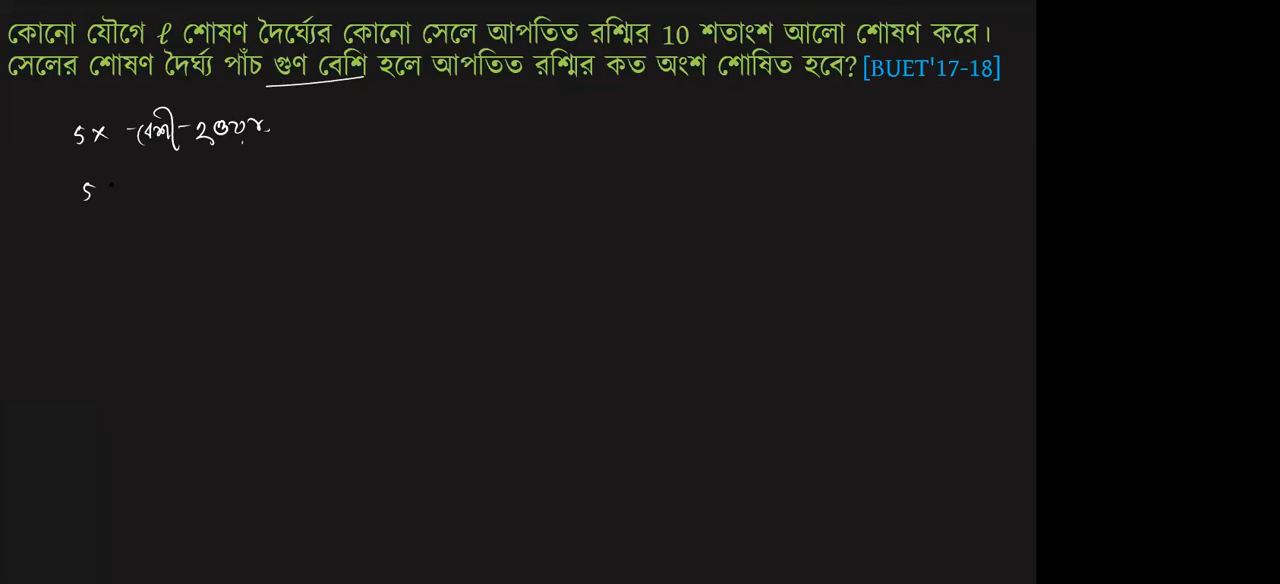 কোনো যৌগে ℓ শোষণ দৈর্ঘ্যের কোনো সেলে আপতিত রশ্মির 10 শতাংশ আলো শোষণ করে।
সেলের শোষণ দৈর্ঘ্য পাঁচ গুণ বেশি হলে আপতিত রশ্মির কত অংশ শোষিত হবে? [BUET'17-18]
5 × বেশী হওয়া
5